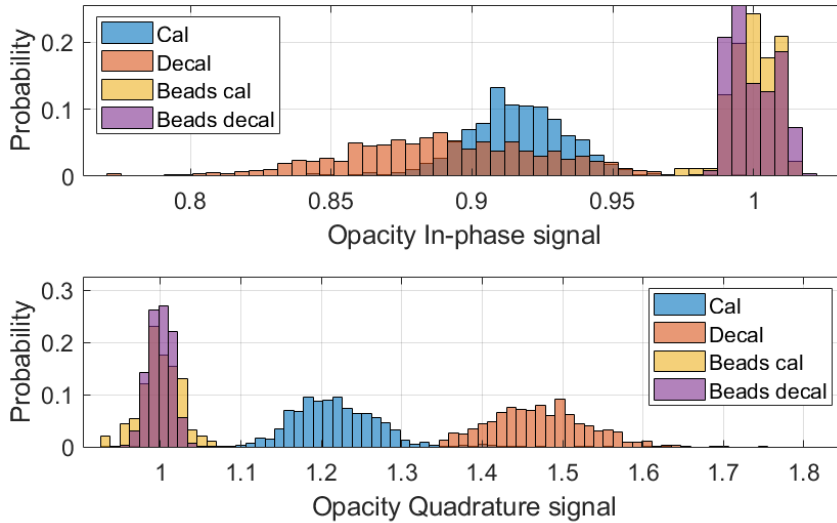 0.2
0.1
0
Probability
Cal
Decal
Beads cal
Beads decal
0.8
0.85
0.9
0.95
1
Opacity In-phase signal
0.3
0.2
0.1
0
Probability
Cal
Decal
Beads cal
Beads decal
1
1.1
1.2
1.3
1.4
1.5
1.6
1.7
1.8
Opacity Quadrature signal